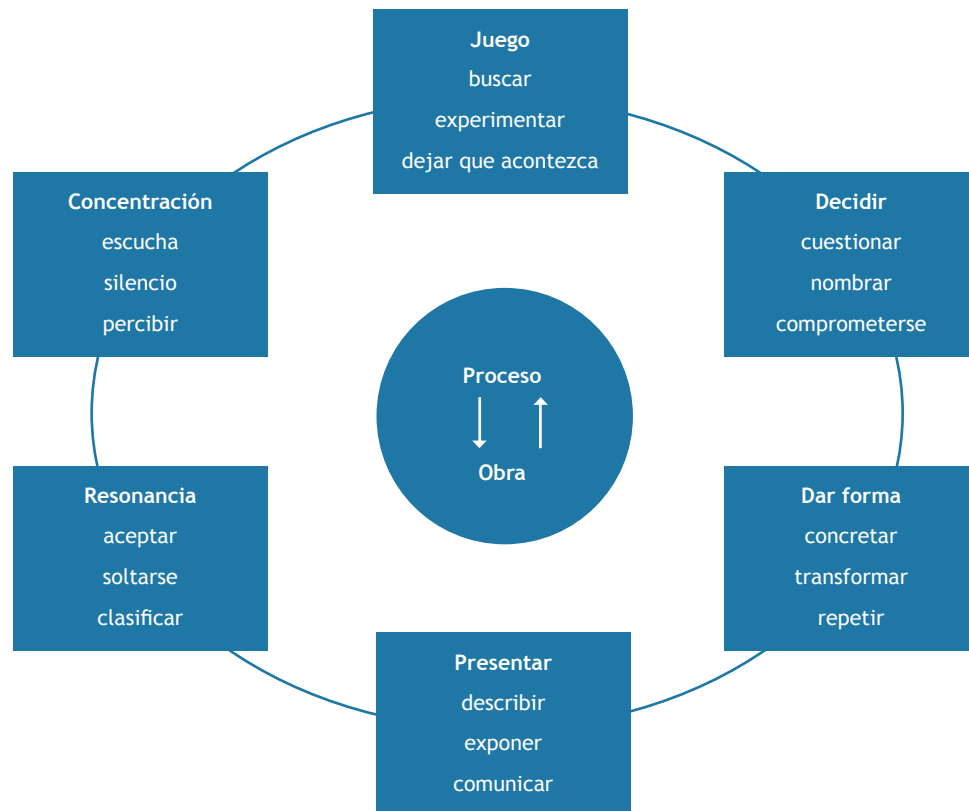 Juego
buscar
experimentar
dejar que acontezca
Concentración
escucha
silencio
percibir
Decidir
cuestionar
nombrar
comprometerse
Proceso
Obra
Resonancia
aceptar
soltarse
clasificar
Dar forma
concretar
transformar
repetir
Presentar
describir
exponer
comunicar